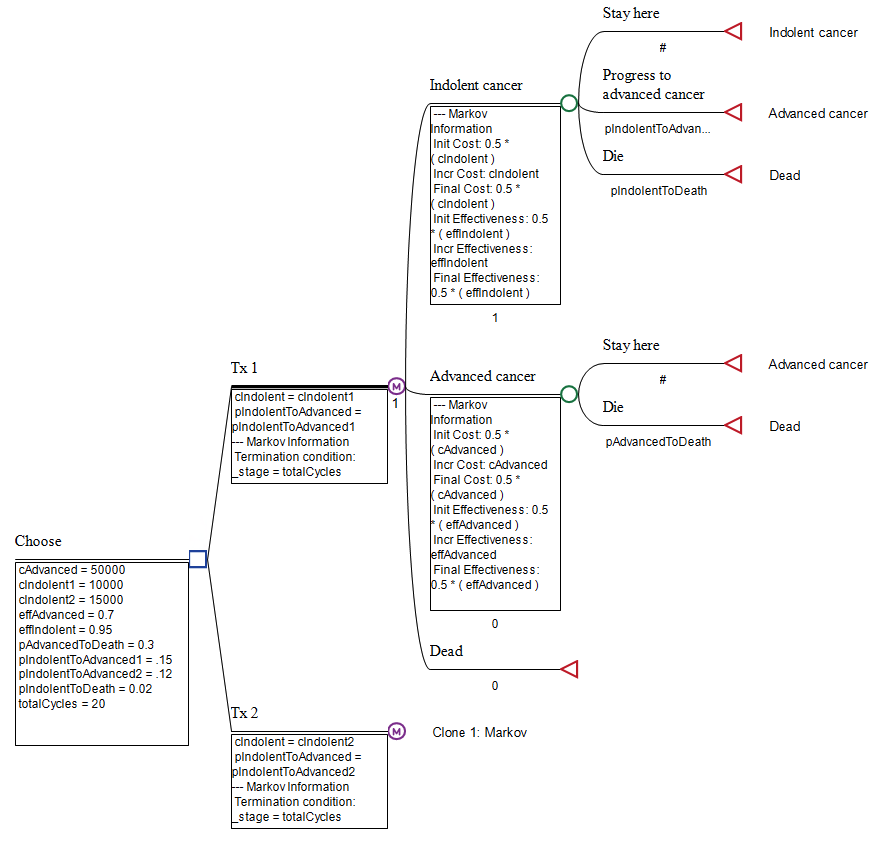 Stay here
#
Indolent cancer
Progress to
advanced cancer
pIndolentToAdvan...
Advanced cancer
Die
pIndolentToDeath
Dead
Indolent cancer
--- Markov
Information
Init Cost: 0.5 *
( cIndolent )
Incr Cost: cIndolent
Final Cost: 0.5 *
( cIndolent )
Init Effectiveness: 0.5
* ( effIndolent )
Incr Effectiveness:
effIndolent
Final Effectiveness:
0.5 * ( effIndolent )
1
Stay here
#
Advanced cancer
Die
pAdvancedToDeath
Dead
Advanced cancer
--- Markov
Information
Init Cost: 0.5 *
( cAdvanced )
Incr Cost: cAdvanced
Final Cost: 0.5 *
( cAdvanced )
Init Effectiveness: 0.5
* ( effAdvanced )
Incr Effectiveness:
effAdvanced
Final Effectiveness:
0.5 * ( effAdvanced )
0
Dead
0
Tx 1
M
1
cIndolent = cIndolent1
pIndolentToAdvanced =
pIndolentToAdvanced1
--- Markov Information
Termination condition:
_stage = totalCycles
Choose
cAdvanced = 50000
cIndolent1 = 10000
cIndolent2 = 15000
effAdvanced = 0.7
effIndolent = 0.95
pAdvancedToDeath = 0.3
pIndolentToAdvanced1 = .15
pIndolentToAdvanced2 = .12
pIndolentToDeath = 0.02
totalCycles = 20
Tx 2
M
Clone 1: Markov
cIndolent = cIndolent2
pIndolentToAdvanced =
pIndolentToAdvanced2
--- Markov Information
Termination condition:
_stage = totalCycles